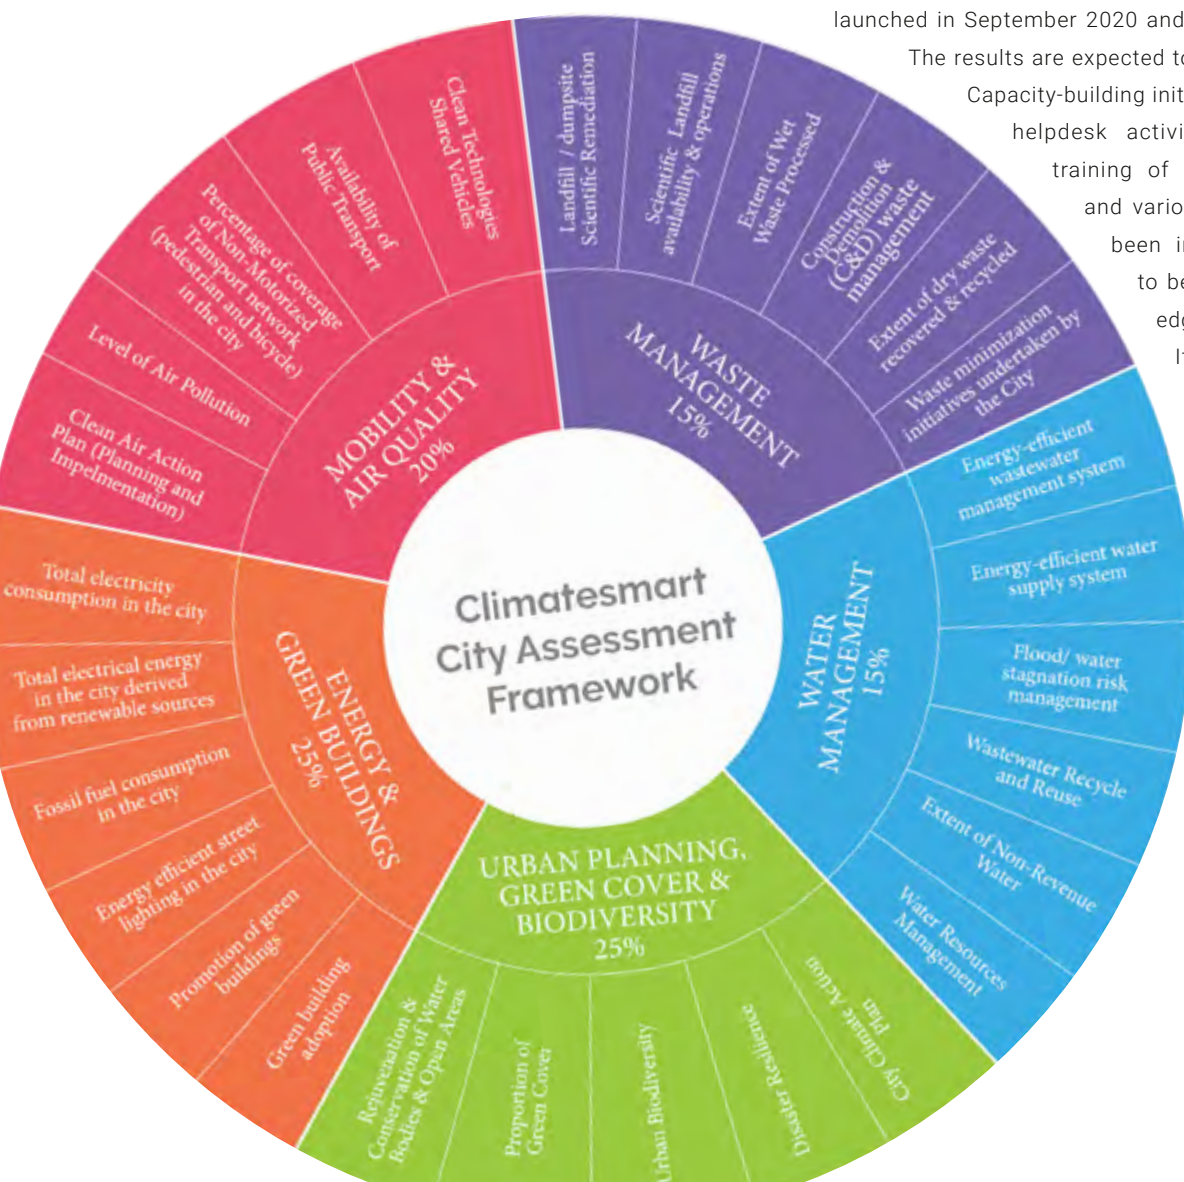 launched in September 2020 and
The results are expected to
Capacity-building init
helpdesk activi
training of
and vario
been i
to be
edg
I
Climatesmart
City Assessment
Framework
WASTE
MANAGEMENT
15%
Landfill / dumpsite
Scientific Remediation
Scientific Landfill
availability & operations
Extent of Wet
Waste Processed
Construction &
Demolition
(C&D) waste
management
Extent of dry waste
recovered & recycled
Waste minimization
initiatives undertaken by
the City
WATER
MANAGEMENT
15%
Energy-efficient
wastewater
management system
Energy-efficient water
supply system
Flood/ water
stagnation risk
management
Wastewater Recycle
and Reuse
Extent of Non-Revenue
Water
Water Resources
Management
URBAN PLANNING,
GREEN COVER &
BIODIVERSITY
25%
City Climate Action
Plan
Disaster Resilience
Urban Biodiversity
Proportion of
Green Cover
Rejuvenation &
Conservation of Water
Bodies & Open Areas
ENERGY &
GREEN BUILDINGS
25%
Green building
adoption
Promotion of green
buildings
Energy efficient street
lighting in the city
Fossil fuel consumption
in the city
Total electrical energy
in the city derived
from renewable sources
Total electricity
consumption in the city
MOBILITY &
AIR QUALITY
20%
Clean Air Action
Plan (Planning and
Impelmentation)
Level of Air Pollution
Percentage of coverage
of Non-Motorized
Transport network
(pedestrian and bicycle)
in the city
Availability of
Public Transport
Clean Technologies
Shared Vehicles